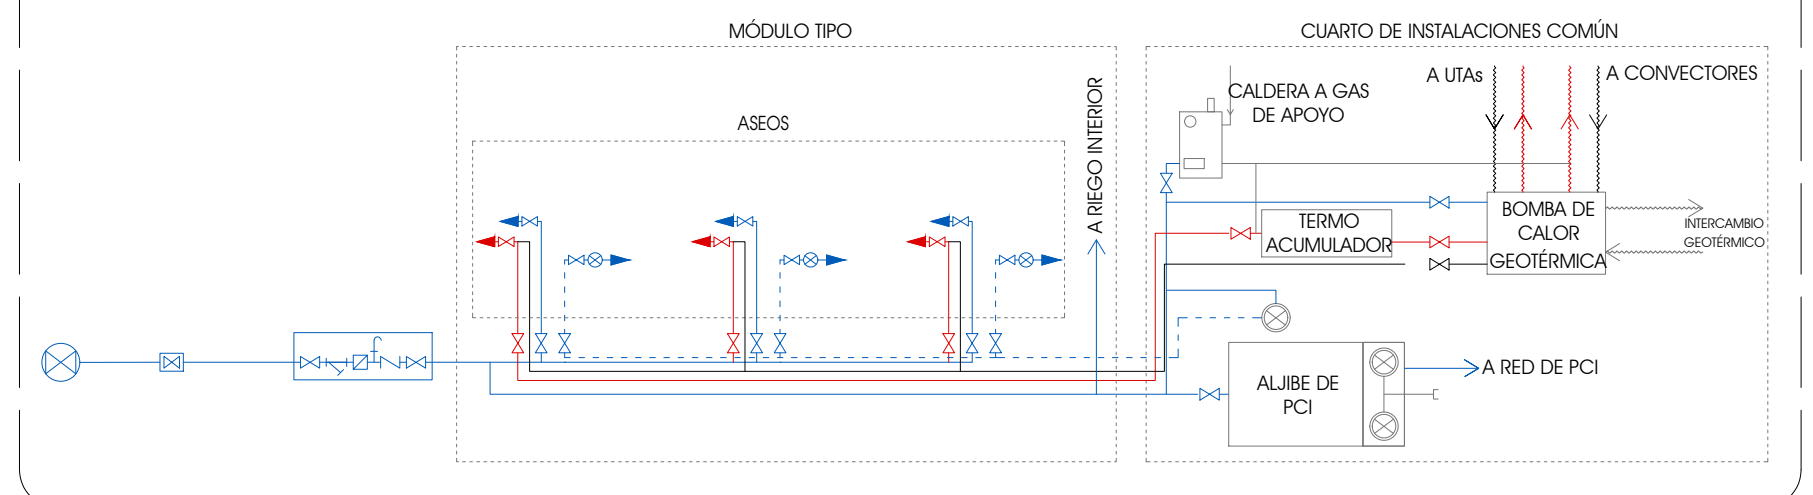 MÓDULO TIPO
CUARTO DE INSTALACIONES COMÚN
A UTAs
A CONVECTORES
CALDERA A GAS
DE APOYO
ASEOS
A RIEGO INTERIOR
TERMO
ACUMULADOR
BOMBA DE
CALOR
GEOTÉRMICA
INTERCAMBIO
GEOTÉRMICO
ALJIBE DE
PCI
A RED DE PCI